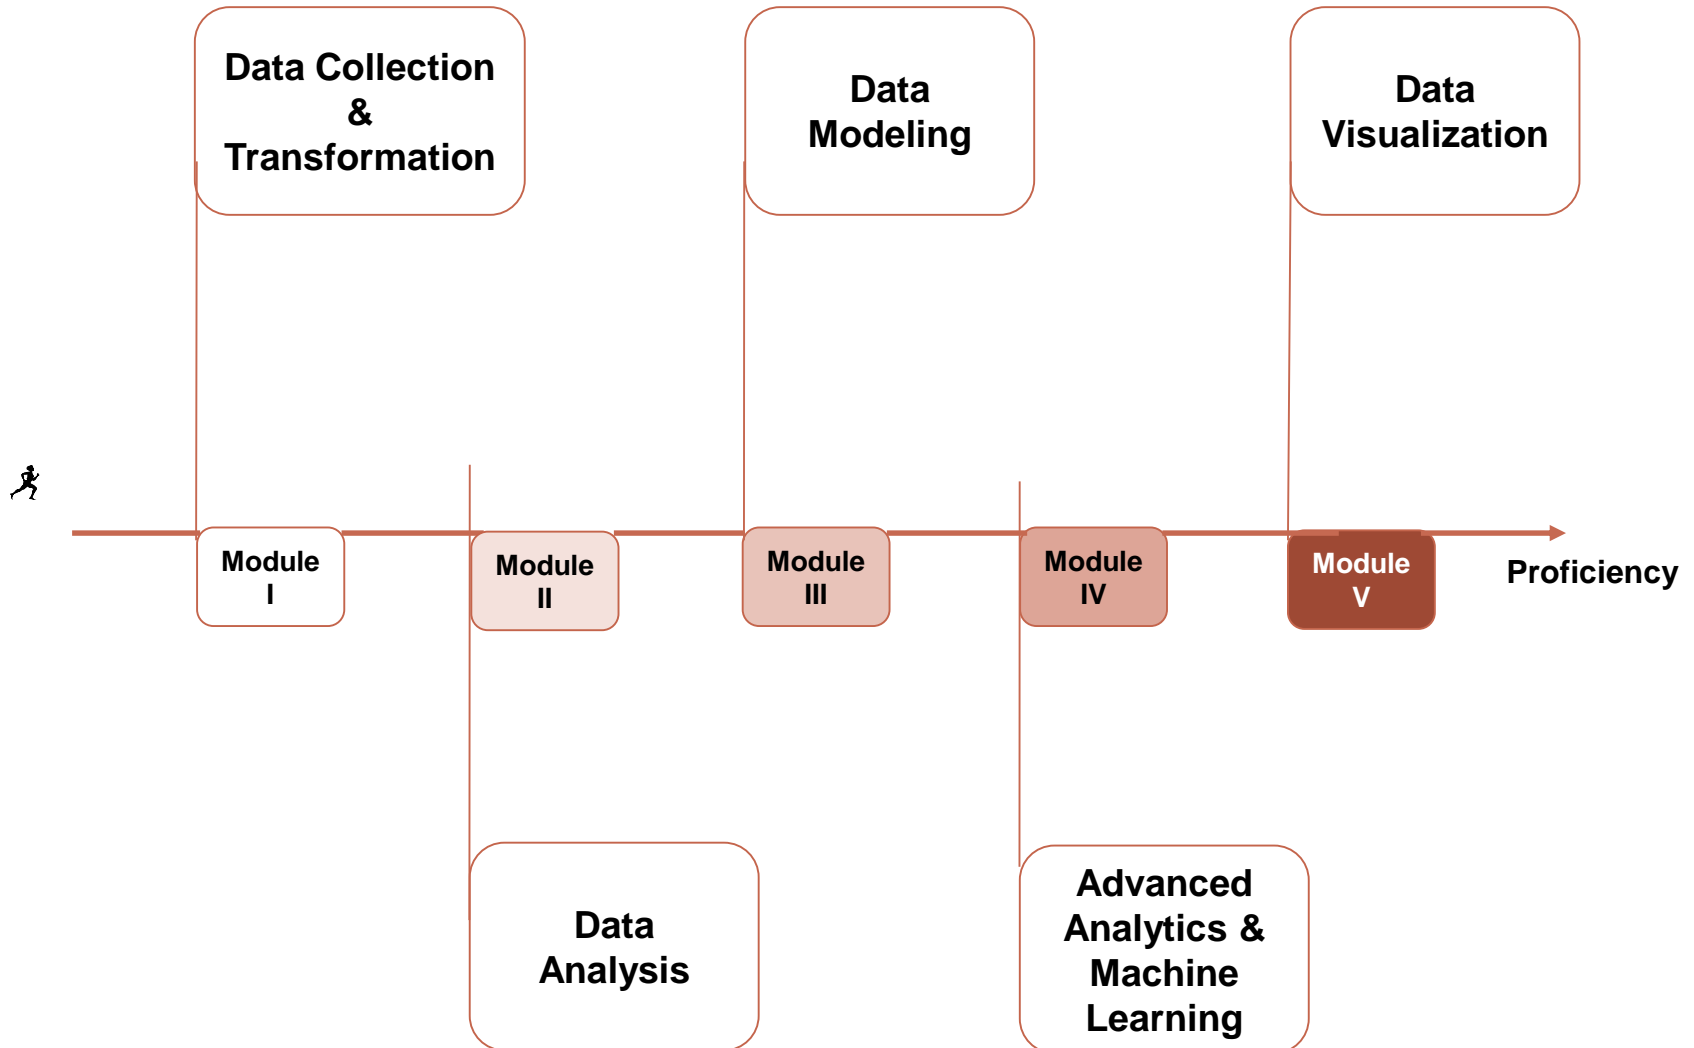 Data Collection
&
Transformation
Data
Modeling
Data
Visualization
Module
I
Module
II
Module
III
Module
IV
Module
V
Proficiency
Data
Analysis
Advanced
Analytics &
Machine
Learning